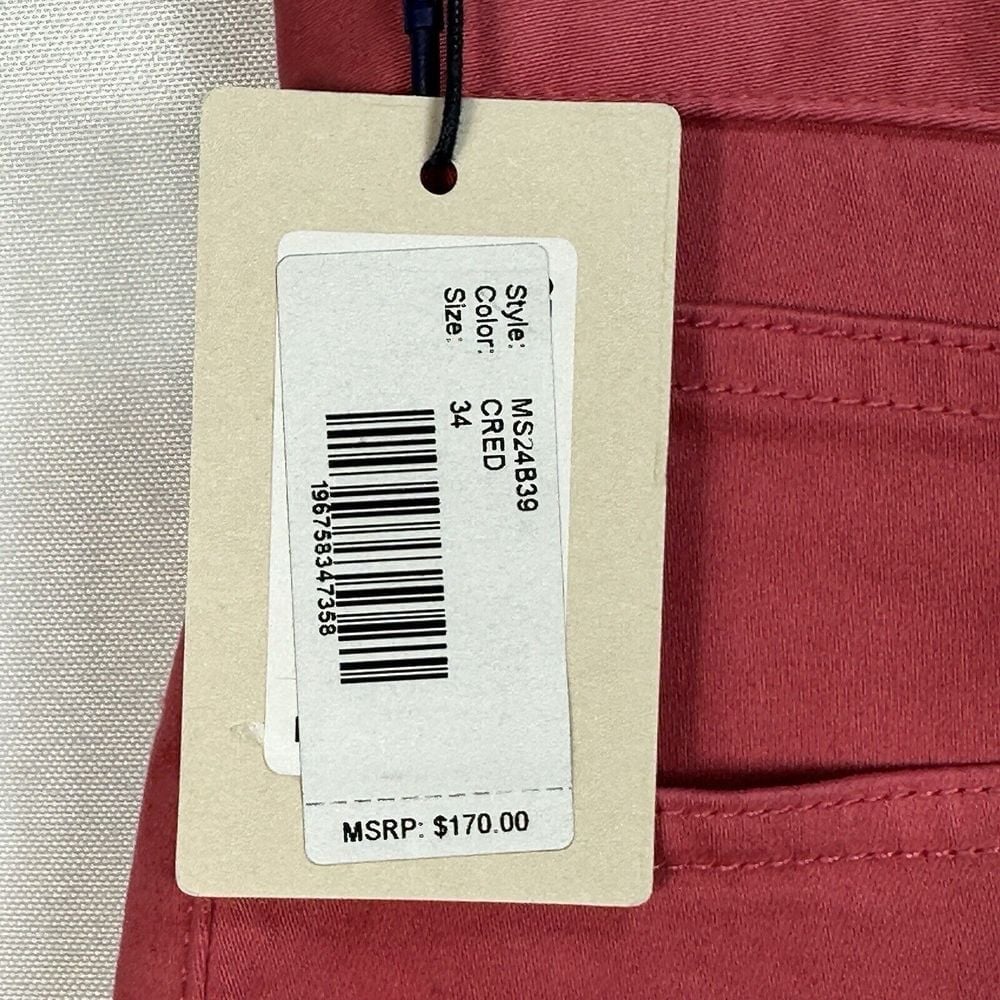 Style: MS24B39
Color: CRED
Size: 34
196758347358
MSRP: $170.00